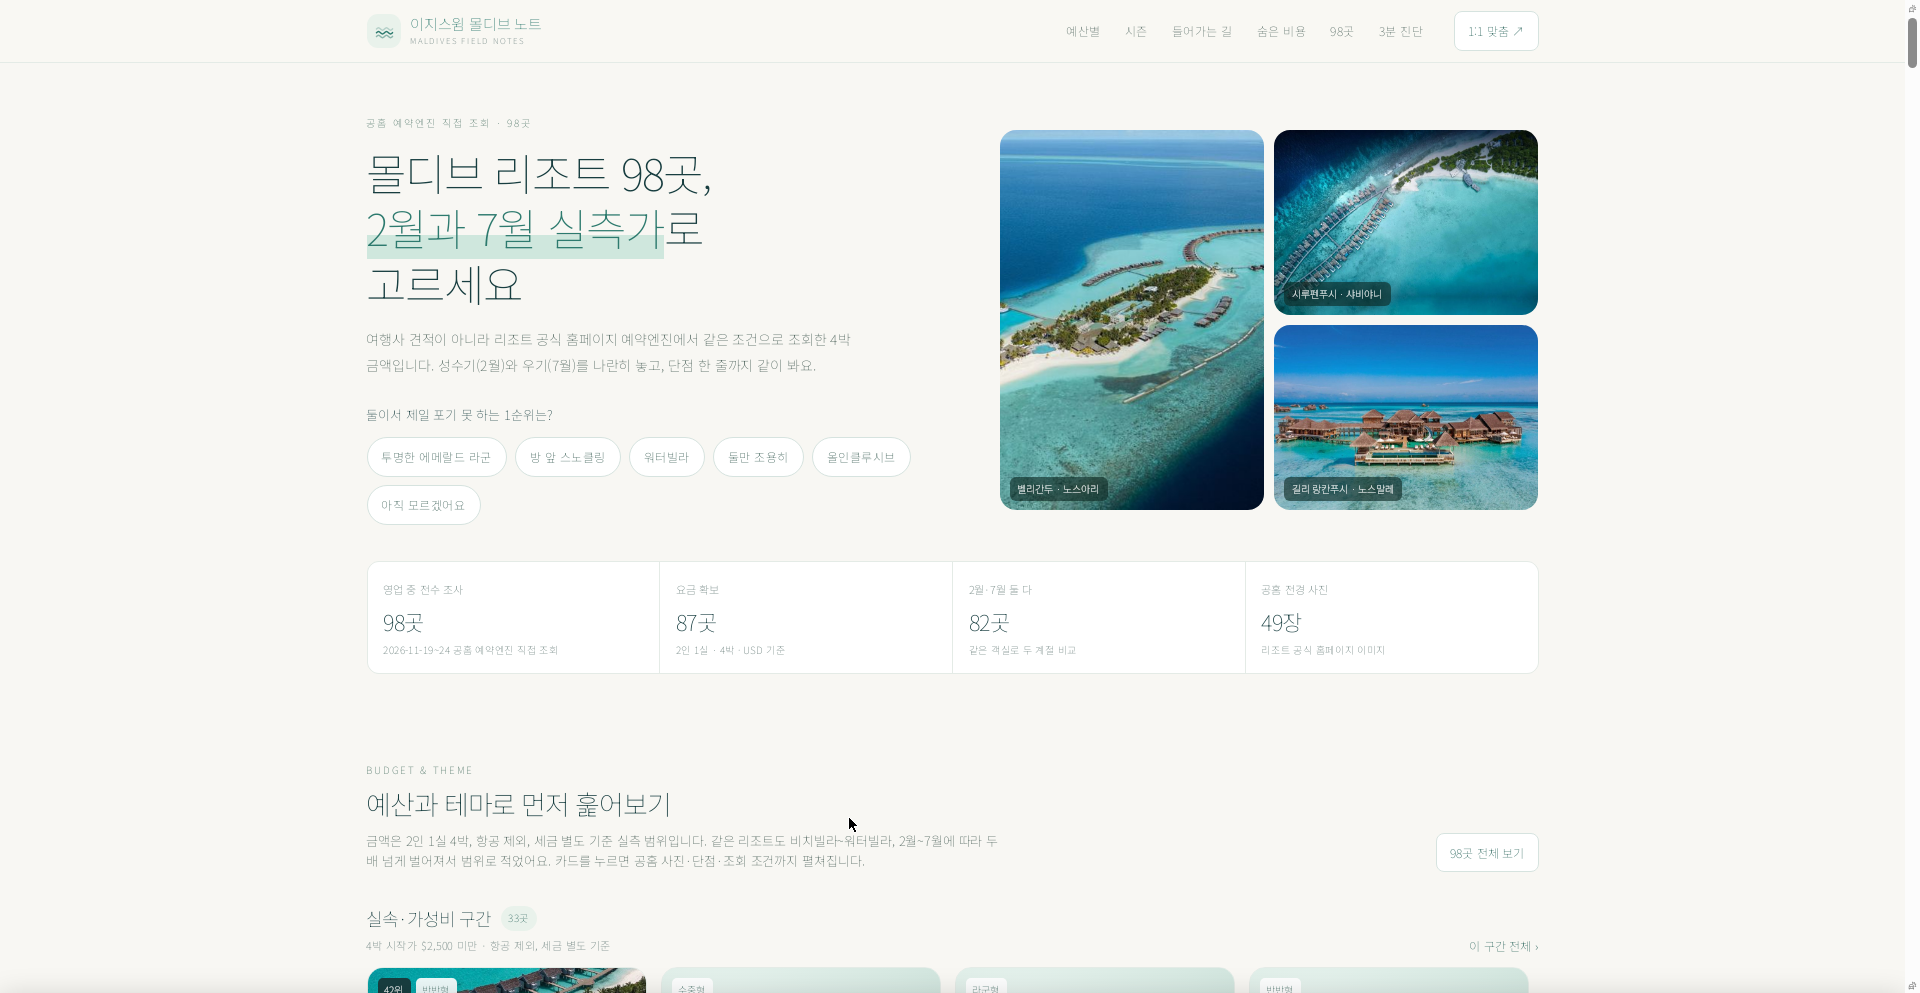 이지스윔 몰디브 노트
MALDIVES FIELD NOTES
예산별
시즌
들어가는 길
숨은 비용
98곳
3분 진단
1:1 맞춤 ↗
공홈 예약엔진 직접 조회 · 98곳
몰디브 리조트 98곳,
2월과 7월 실측가로
고르세요
여행사 견적이 아니라 리조트 공식 홈페이지 예약엔진에서 같은 조건으로 조회한 4박
금액입니다. 성수기(2월)와 우기(7월)를 나란히 놓고, 단점 한 줄까지 같이 봐요.
둘이서 제일 포기 못 하는 1순위는?
투명한 에메랄드 라군
방 앞 스노클링
워터빌라
둘만 조용히
올인클루시브
아직 모르겠어요
벨리간두 · 노스아리
시루펜푸시 · 샤비야니
길리 랑칸푸시 · 노스말레
영업 중 전수 조사
98곳
2026-11-19~24 공홈 예약엔진 직접 조회
요금 확보
87곳
2인 1실 · 4박 · USD 기준
2월·7월 둘 다
82곳
같은 객실로 두 계절 비교
공홈 전경 사진
49장
리조트 공식 홈페이지 이미지
BUDGET & THEME
예산과 테마로 먼저 훑어보기
금액은 2인 1실 4박, 항공 제외, 세금 별도 기준 실측 범위입니다. 같은 리조트도 비치빌라~워터빌라, 2월~7월에 따라 두
배 넘게 벌어져서 범위로 적었어요. 카드를 누르면 공홈 사진·단점·조회 조건까지 펼쳐집니다.
98곳 전체 보기
실속·가성비 구간
33곳
4박 시작가 $2,500 미만 · 항공 제외, 세금 별도 기준
이 구간 전체 ›
42위
방방형
수중형
라군형
방방형